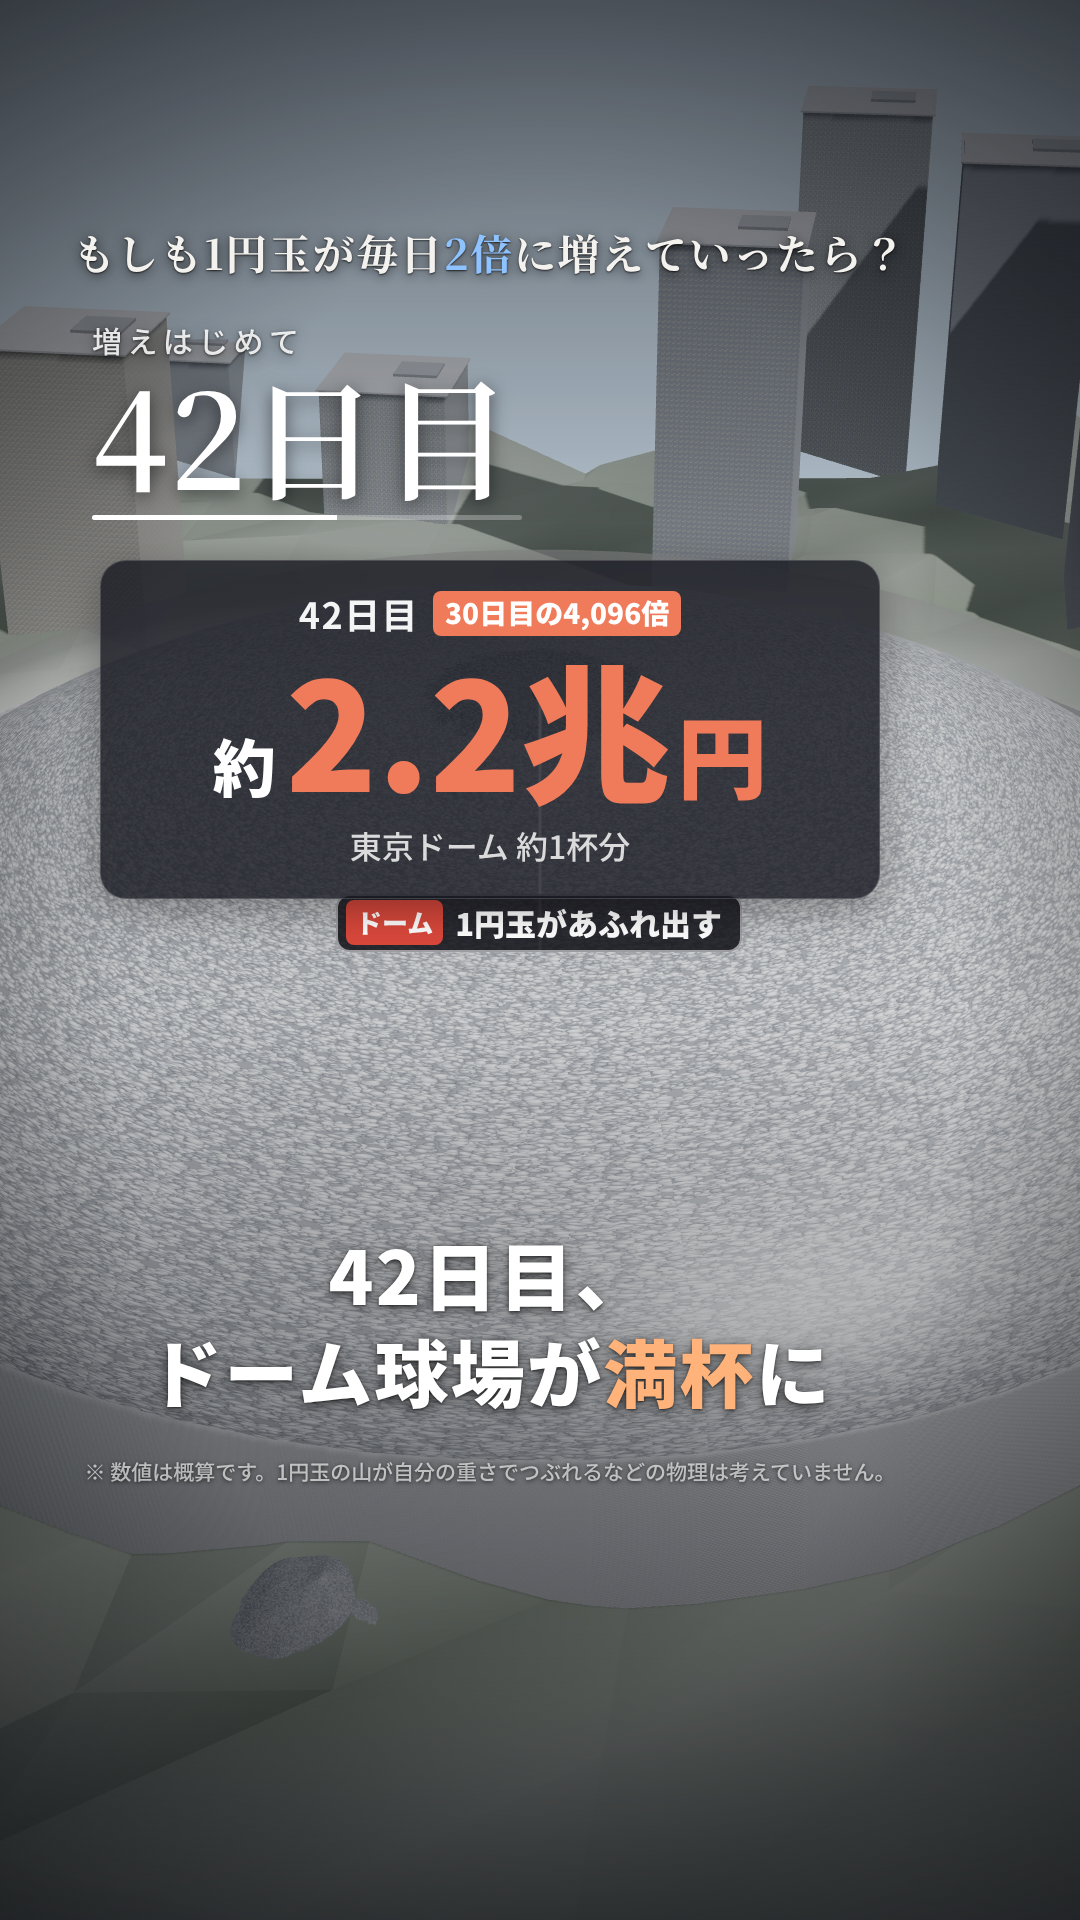 もしも1円玉が毎日2倍に増えていったら？
増えはじめて
42日目
42日目 30日目の4,096倍
約2.2兆円
東京ドーム 約1杯分
ドーム 1円玉があふれ出す
42日目、
ドーム球場が満杯に
※ 数値は概算です。1円玉の山が自分の重さでつぶれるなどの物理は考えていません。